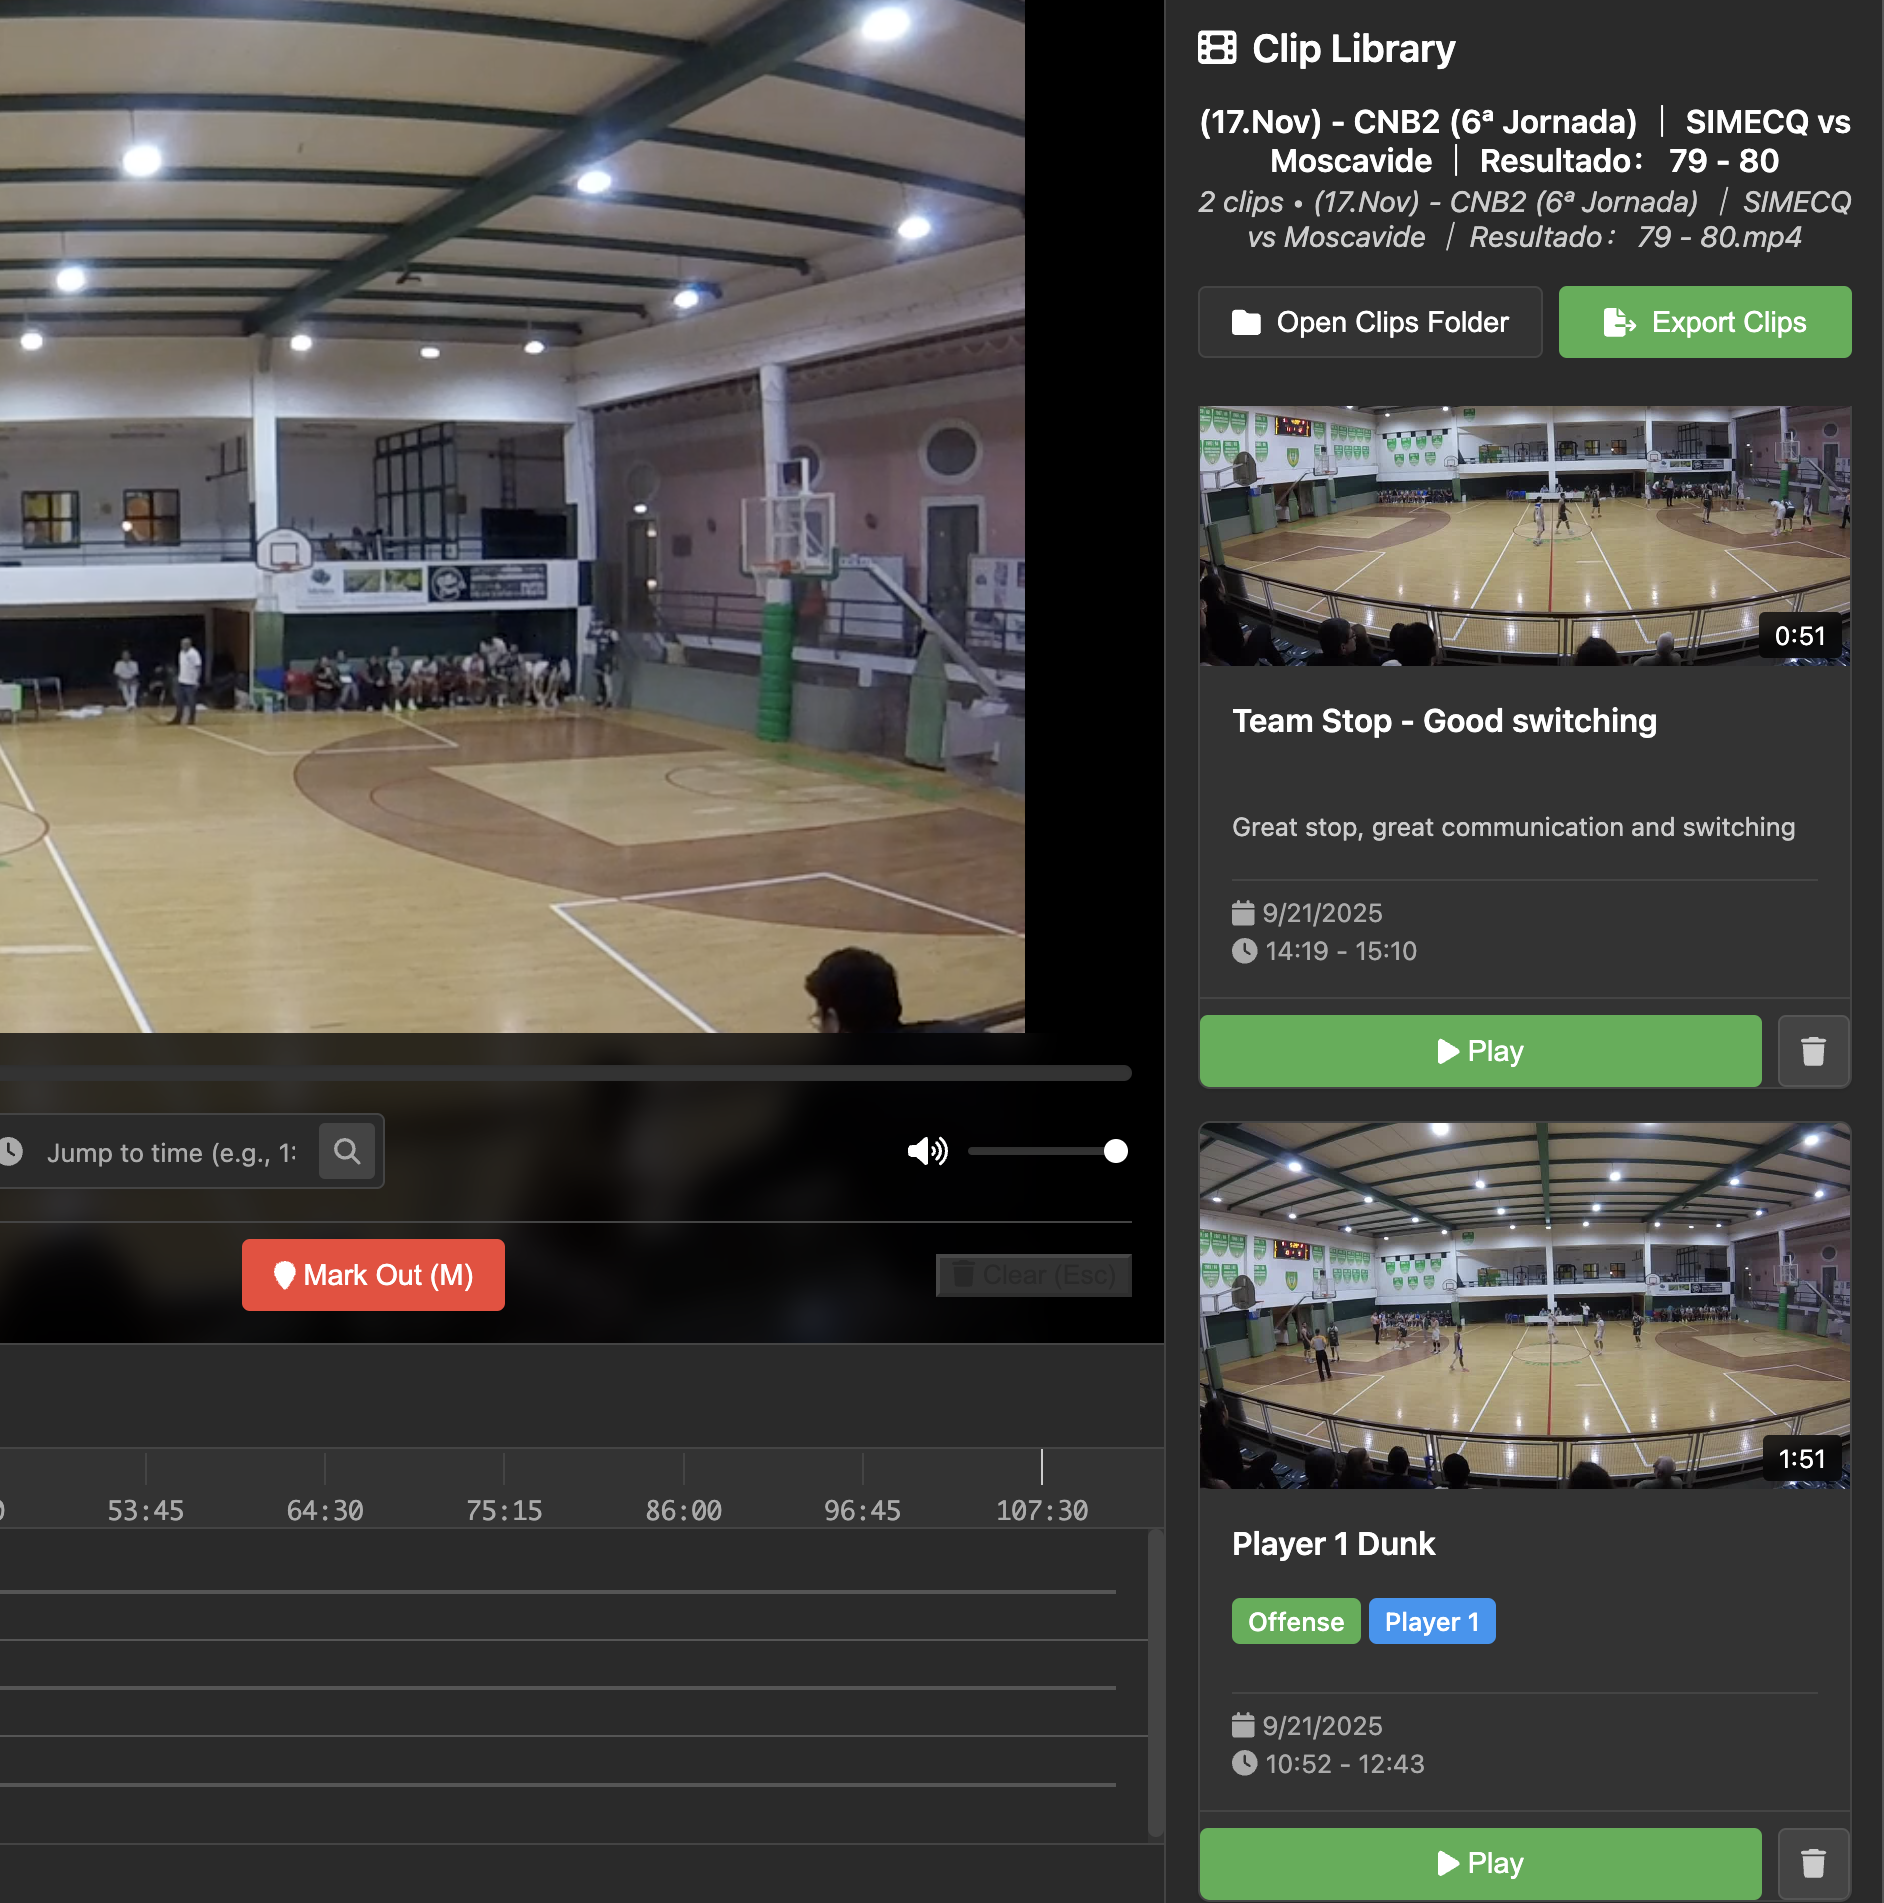 Clip Library
(17.Nov) - CNB2 (6ª Jornada) ｜ SIMECQ vs
Moscavide ｜ Resultado： 79 - 80
2 clips • (17.Nov) - CNB2 (6ª Jornada) ｜ SIMECQ
vs Moscavide ｜ Resultado： 79 - 80.mp4
Open Clips Folder
Export Clips
0:51
Team Stop - Good switching
Great stop, great communication and switching
9/21/2025
14:19 - 15:10
Play
1:51
Player 1 Dunk
Offense
Player 1
9/21/2025
10:52 - 12:43
Play
Jump to time (e.g., 1:
Mark Out (M)
Clear (Esc)
53:45
64:30
75:15
86:00
96:45
107:30